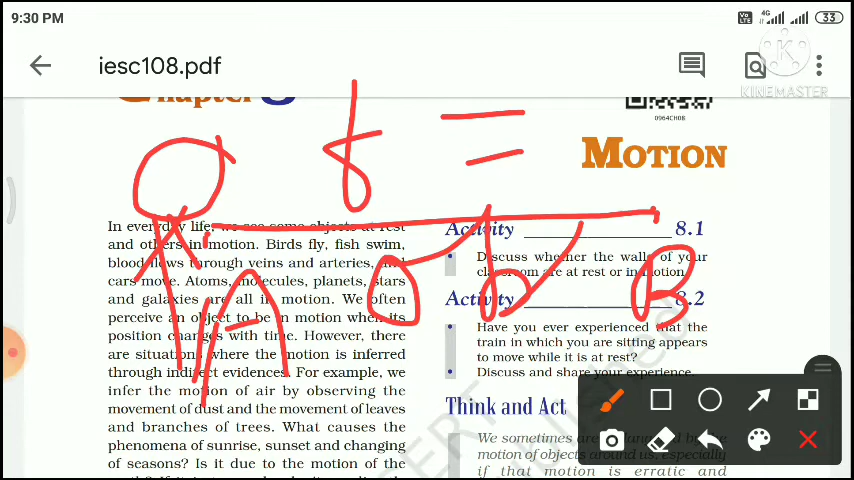 9:30 PM
4G
Vo
LTE
33
iesc108.pdf
KINEMASTER
Chapter 8
0964CH08
MOTION
In everyday life, we see some objects at rest
and others in motion. Birds fly, fish swim,
blood flows through veins and arteries, and
cars move. Atoms, molecules, planets, stars
and galaxies are all in motion. We often
perceive an object to be in motion when its
position changes with time. However, there
are situations where the motion is inferred
through indirect evidences. For example, we
infer the motion of air by observing the
movement of dust and the movement of leaves
and branches of trees. What causes the
phenomena of sunrise, sunset and changing
of seasons? Is it due to the motion of the
Activity 8.1
• Discuss whether the walls of your
classroom are at rest or in motion.
Activity 8.2
• Have you ever experienced that the
train in which you are sitting appears
to move while it is at rest?
• Discuss and share your experience.
Think and Act
We sometimes are endangered by the
motion of objects around us, especially
if that motion is erratic and
A
B